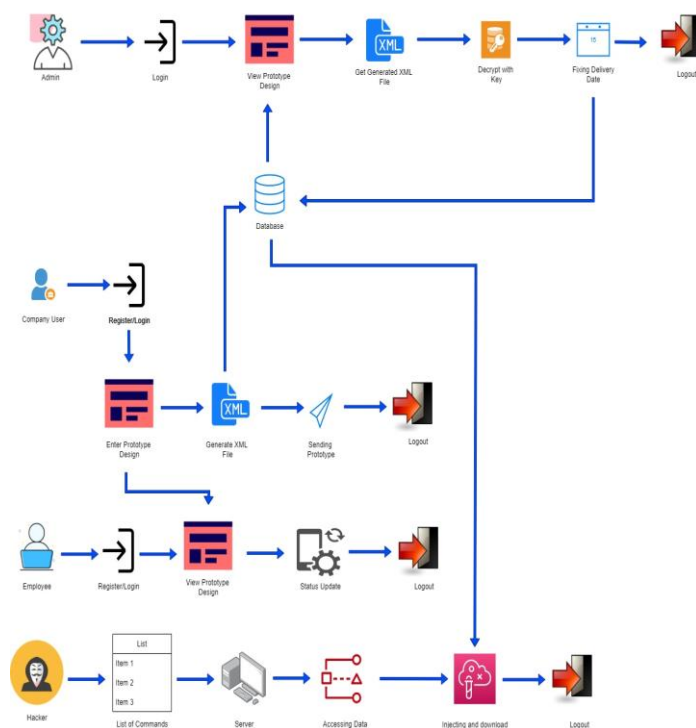 XML
15
Admin
Login
View Prototype
Design
Get Generated XML
File
Decrypt with
Key
Fixing Delivery
Date
Logout
Database
Company User
Register/Login
XML
Enter Prototype
Design
Generate XML
File
Sending
Prototype
Logout
Employee
Register/Login
View Prototype
Design
Status Update
Logout
List
Item 1
Item 2
Item 3
Hacker
List of Commands
Server
Accessing Data
Injecting and download
Logout